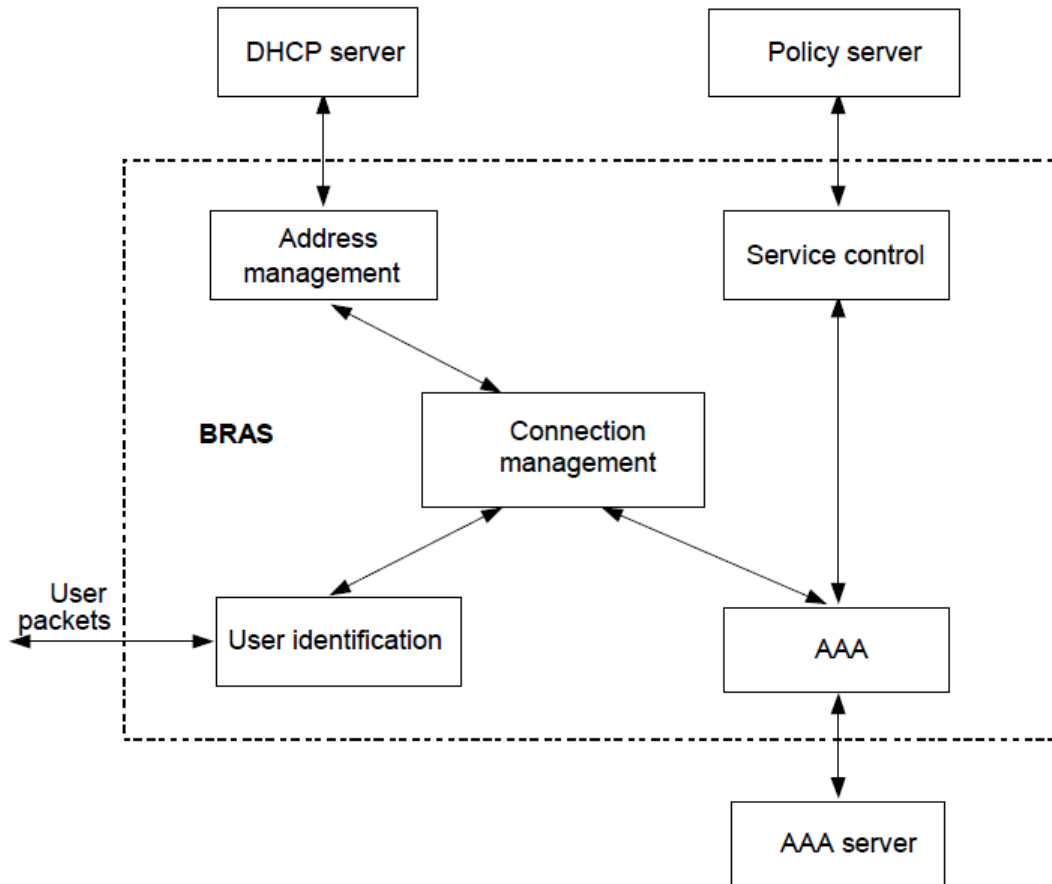 DHCP server
Policy server
Address
management
Service control
BRAS
Connection
management
User
packets
User identification
AAA
AAA server